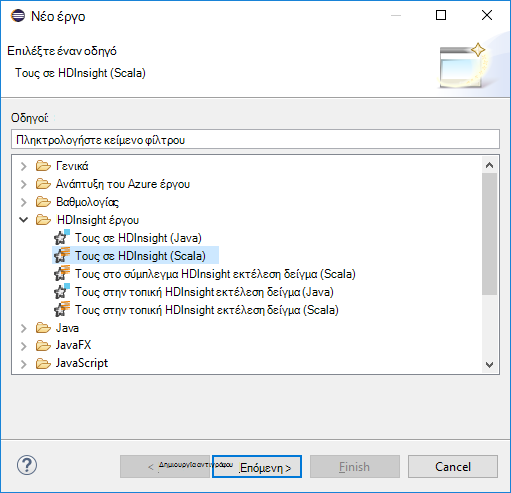 Νέο έργο
Επιλέξτε έναν οδηγό
Τους σε HDInsight (Scala)
Οδηγοί:
Πληκτρολογήστε κείμενο φίλτρου
Γενικά
Ανάπτυξη του Azure έργου
Βαθμολογίας
HDInsight έργου
Τους σε HDInsight (Java)
Τους σε HDInsight (Scala)
Τους στο σύμπλεγμα HDInsight εκτέλεση δείγμα (Scala)
Τους στην τοπική HDInsight εκτέλεση δείγμα (Java)
Τους στην τοπική HDInsight εκτέλεση δείγμα (Scala)
Java
JavaFX
JavaScript
? < Δημιουργία αντιγράφου Επόμενη > Finish Cancel